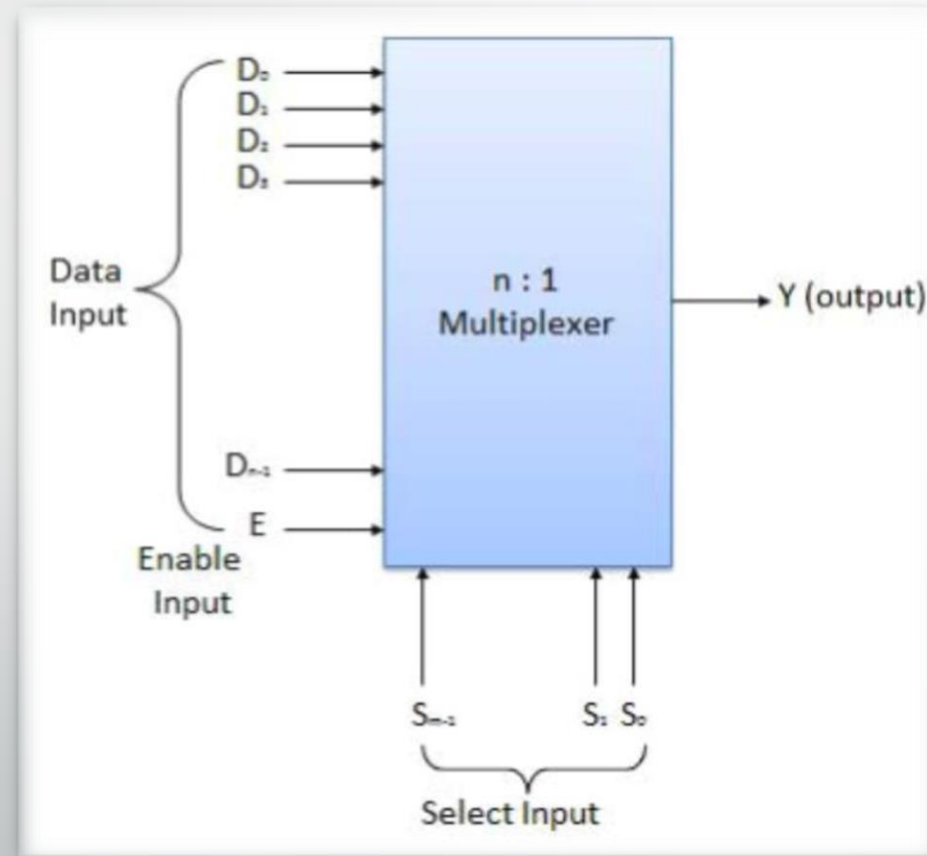 D₀
D₁
D₂
D₃
Data
Input
n : 1
Multiplexer
Y (output)
Dₙ₋₁
E
Enable
Input
Sₘ₋₁
S₁ S₀
Select Input